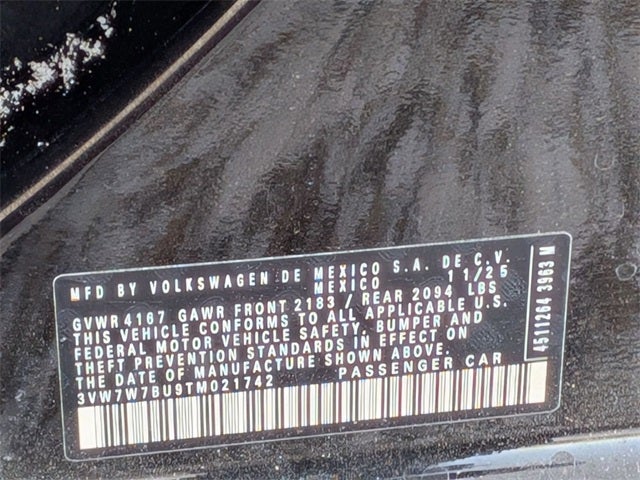 MFD BY VOLKSWAGEN DE MEXICO S.A. DE C.V.
MEXICO 11/25
GVWR 4167 GAWR FRONT 2183 / REAR 2094 LBS
THIS VEHICLE CONFORMS TO ALL APPLICABLE U.S.
FEDERAL MOTOR VEHICLE SAFETY, BUMPER AND
THEFT PREVENTION STANDARDS IN EFFECT ON
THE DATE OF MANUFACTURE SHOWN ABOVE.
3VW7W7BU9TM021742 PASSENGER CAR
4511264 3963 M